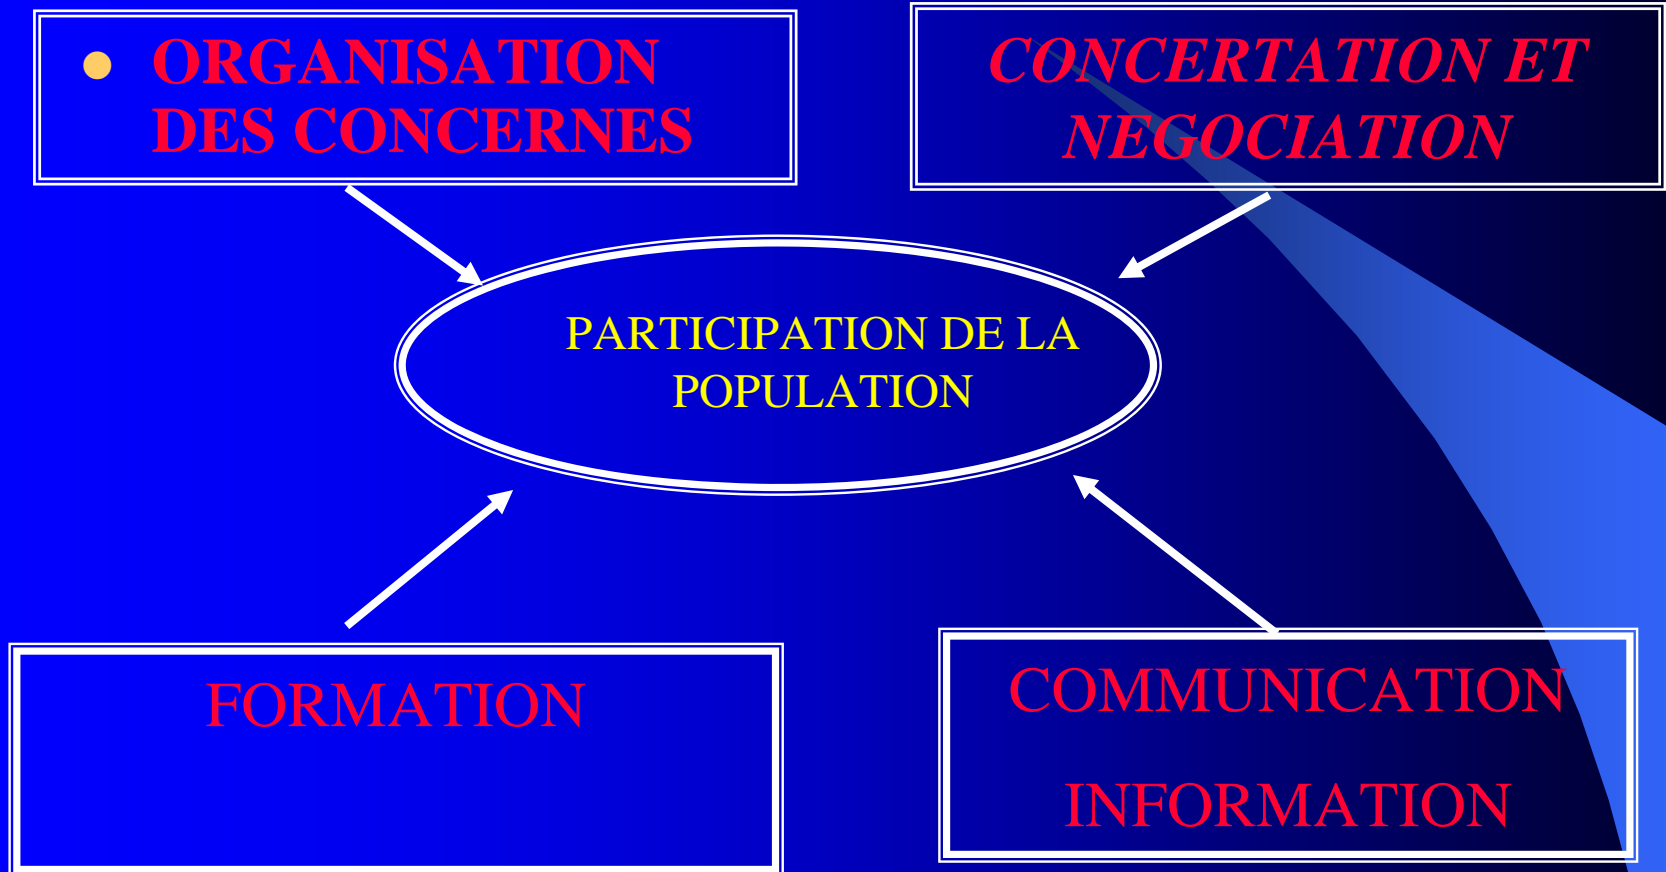 ORGANISATION
DES CONCERNES
CONCERTATION ET
NEGOCIATION
PARTICIPATION DE LA
POPULATION
FORMATION
COMMUNICATION
INFORMATION